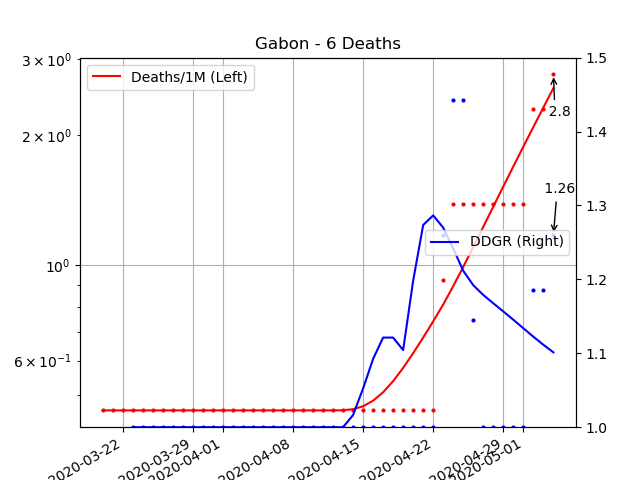 Gabon - 6 Deaths
3 × 10⁰
2 × 10⁰
10⁰
6 × 10⁻¹
Deaths/1M (Left)
DDGR (Right)
2.8
1.26
1.5
1.4
1.3
1.2
1.1
1.0
2020-03-22
2020-03-29
2020-04-01
2020-04-08
2020-04-15
2020-04-22
2020-04-29
2020-05-01